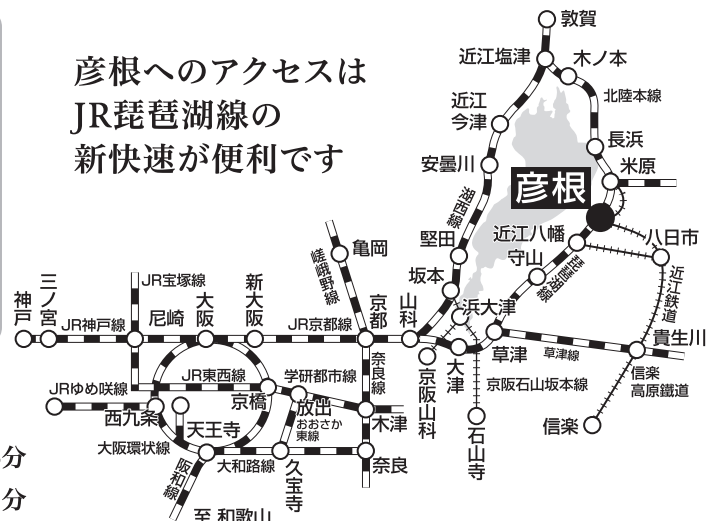 彦根へのアクセスは
JR琵琶湖線の
新快速が便利です
敦賀
近江塩津
木ノ本
北陸本線
近江
今津
長浜
安曇川
米原
彦根
湖西線
堅田
近江八幡
八日市
守山
琵琶湖線
近江鉄道
亀岡
嵯峨野線
坂本
浜大津
三ノ宮
神戸
JR宝塚線
新大阪
大阪
尼崎
JR神戸線
JR京都線
京都
山科
貴生川
草津
草津線
大津
京阪山科
京阪石山坂本線
信楽
高原鐵道
信楽
石山寺
奈良線
JR東西線
学研都市線
JRゆめ咲線
京橋
放出
おおさか
東線
木津
西九条
天王寺
大阪環状線
阪和線
大和路線
久宝寺
奈良
至 和歌山
分
分